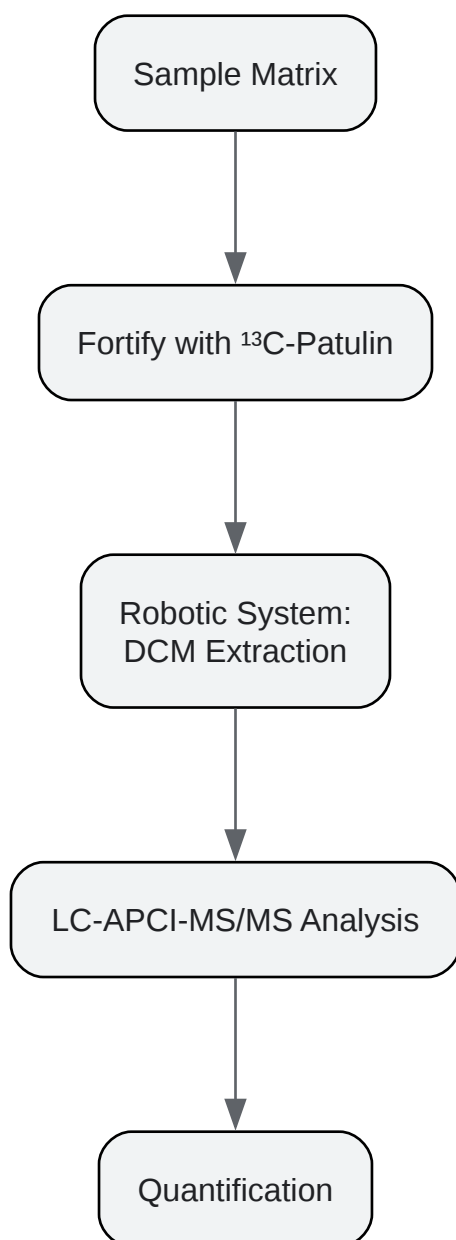 Sample Matrix
Fortify with ¹³C-Patulin
Robotic System:
DCM Extraction
LC-APCI-MS/MS Analysis
Quantification